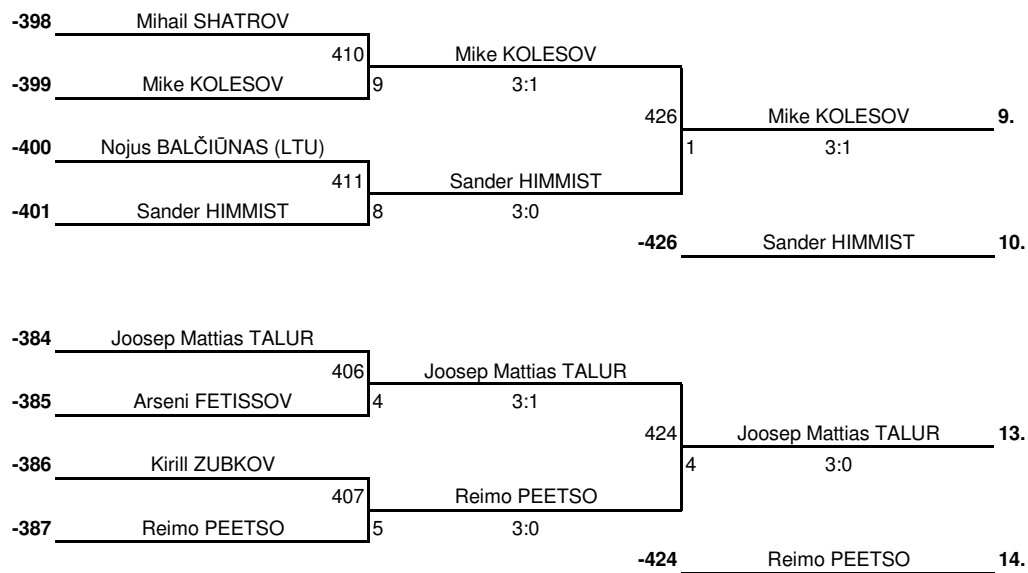 -398 Mihail SHATROV
410 Mike KOLESOV
-399 Mike KOLESOV 9 3:1
426 Mike KOLESOV 9.
-400 Nojus BALČIŪNAS (LTU) 1 3:1
411 Sander HIMMIST
-401 Sander HIMMIST 8 3:0
-426 Sander HIMMIST 10.
-384 Joosep Mattias TALUR
406 Joosep Mattias TALUR
-385 Arseni FETISSOV 4 3:1
424 Joosep Mattias TALUR 13.
-386 Kirill ZUBKOV 4 3:0
407 Reimo PEETSO
-387 Reimo PEETSO 5 3:0
-424 Reimo PEETSO 14.